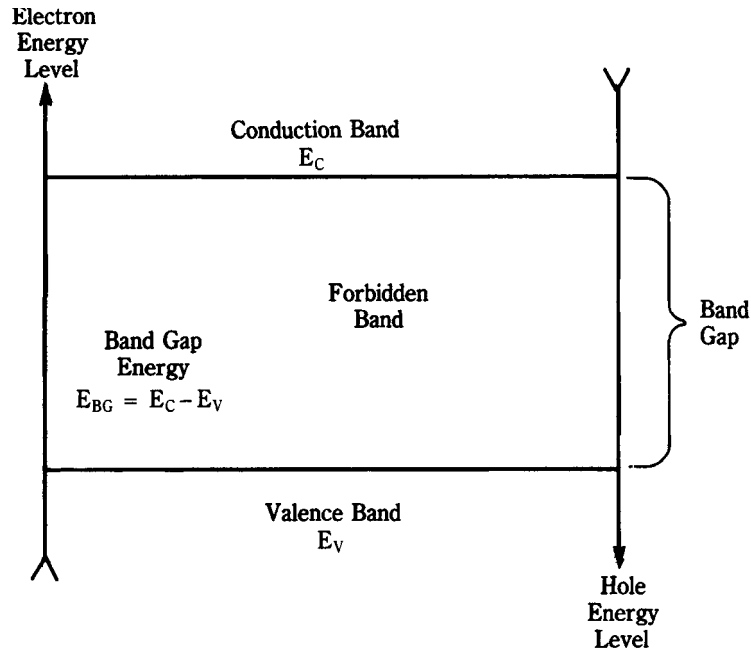 Electron
Energy
Level
Conduction Band
E_C
Forbidden
Band
Band Gap
Energy
E_BG = E_C – E_V
Band
Gap
Valence Band
E_V
Hole
Energy
Level